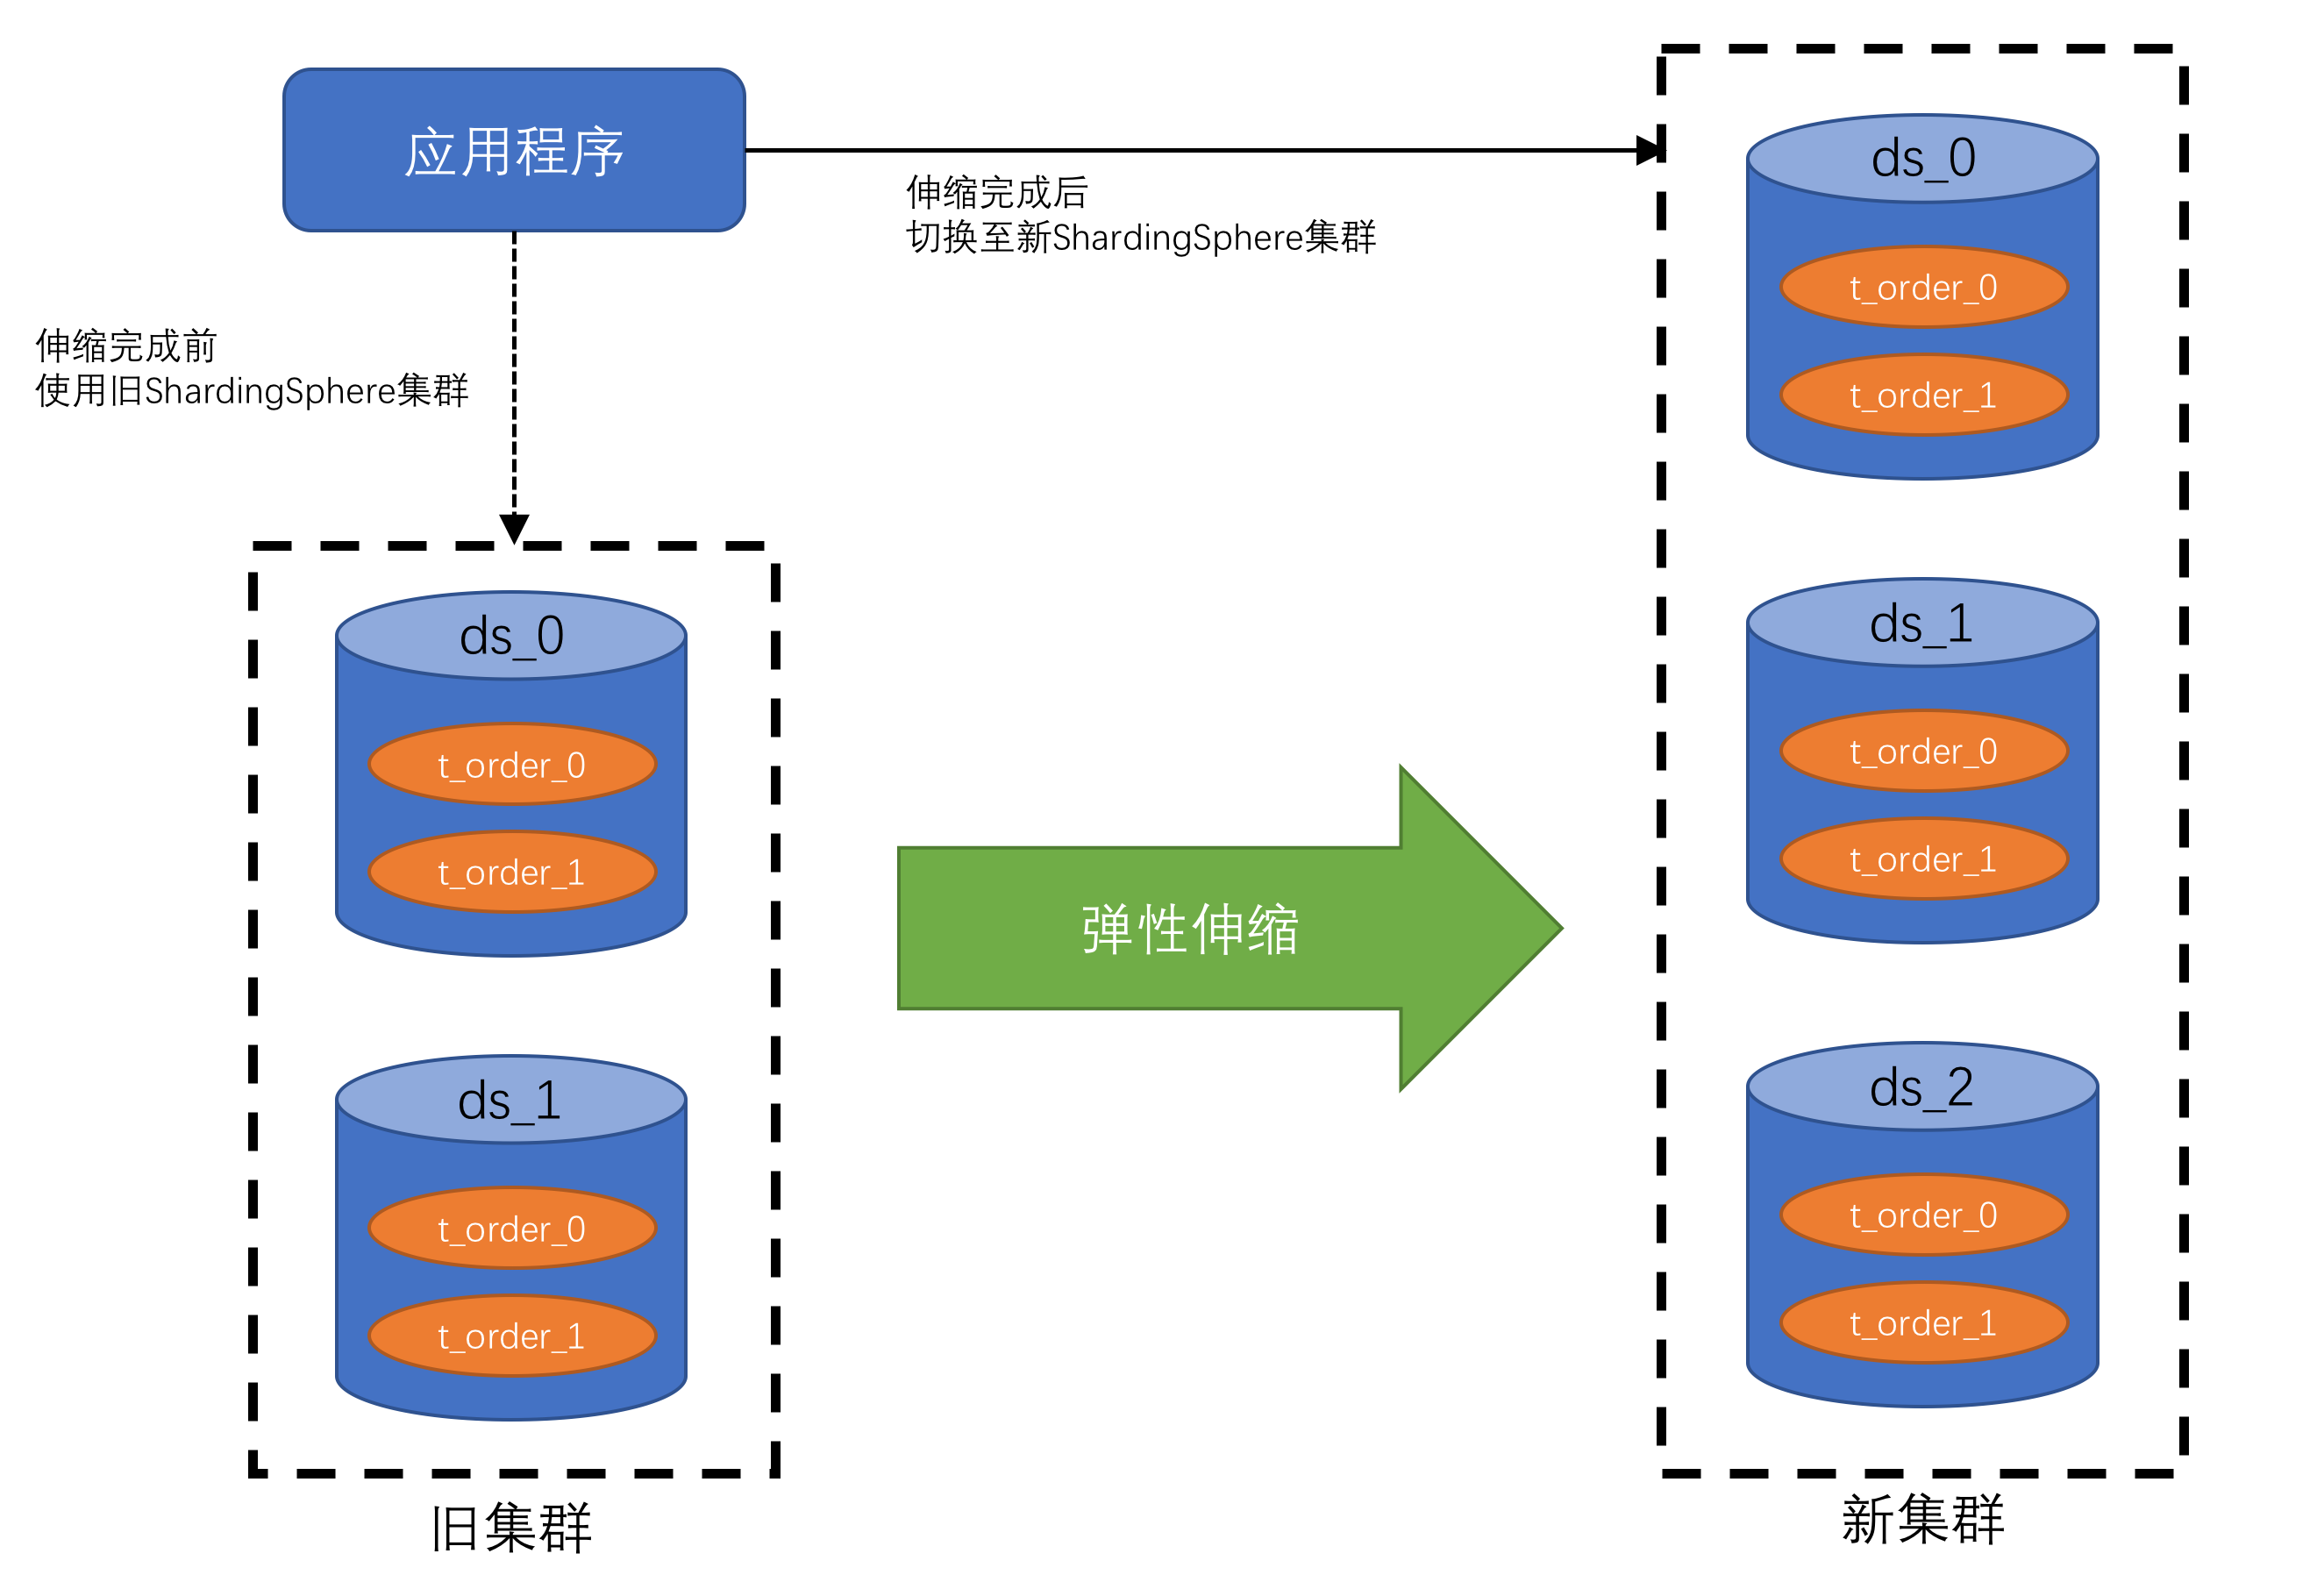 应用程序
伸缩完成后
切换至新ShardingSphere集群
伸缩完成前
使用旧ShardingSphere集群
ds_0
t_order_0
t_order_1
ds_1
t_order_0
t_order_1
旧集群
弹性伸缩
ds_0
t_order_0
t_order_1
ds_1
t_order_0
t_order_1
ds_2
t_order_0
t_order_1
新集群